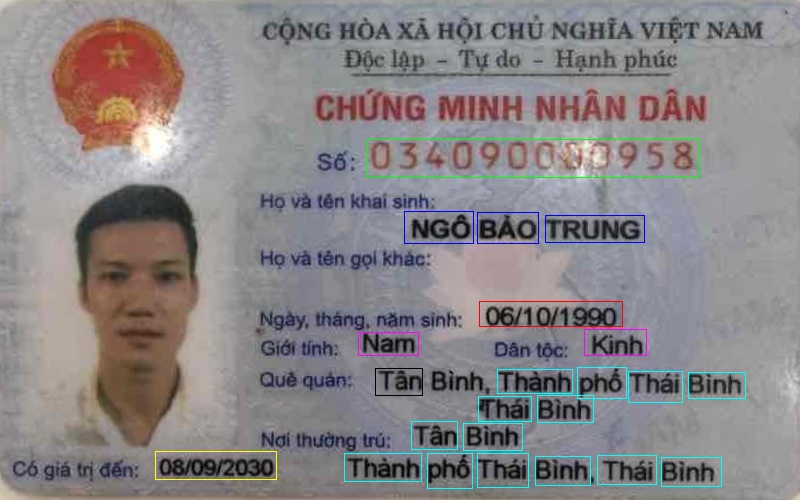 CỘNG HÒA XÃ HỘI CHỦ NGHĨA VIỆT NAM
Độc lập - Tự do - Hạnh phúc
CHỨNG MINH NHÂN DÂN
Số: 034090000958
Họ và tên khai sinh:
NGÔ BẢO TRUNG
Họ và tên gọi khác:
Ngày, tháng, năm sinh: 06/10/1990
Giới tính: Nam Dân tộc: Kinh
Quê quán: Tân Bình, Thành phố Thái Bình
Thái Bình
Nơi thường trú: Tân Bình
Có giá trị đến: 08/09/2030 Thành phố Thái Bình, Thái Bình